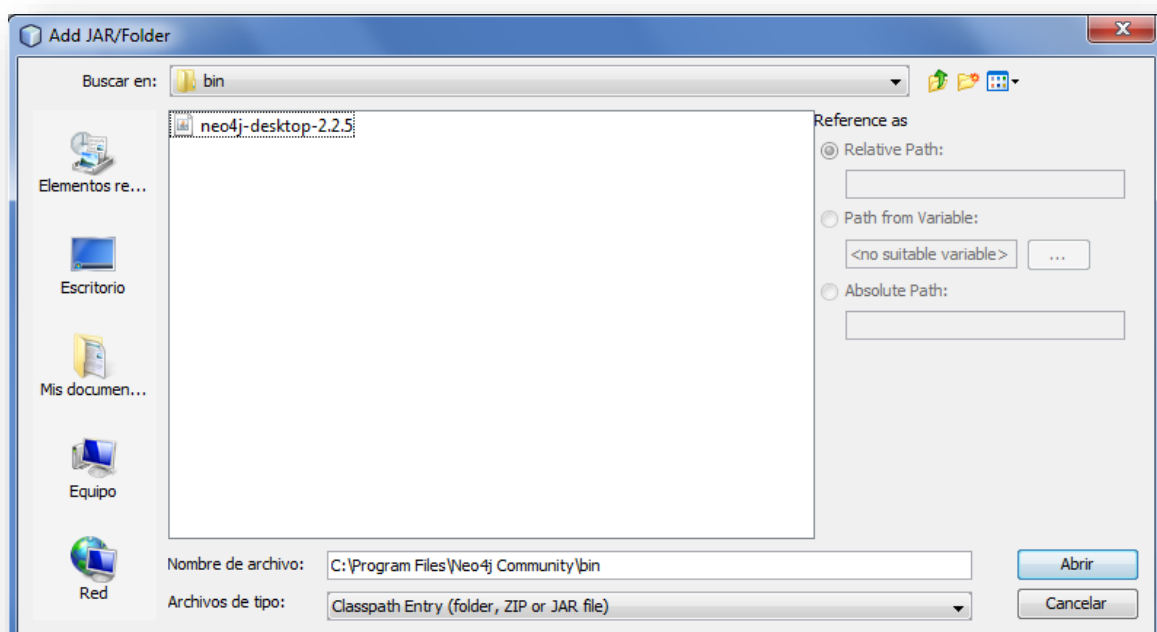 Add JAR/Folder
Buscar en:
bin
neo4j-desktop-2.2.5
Elementos re...
Escritorio
Mis documen...
Equipo
Red
Reference as
Relative Path:
Path from Variable:
<no suitable variable>
...
Absolute Path:
Nombre de archivo:
C:\Program Files\Neo4j Community\bin
Abrir
Archivos de tipo:
Classpath Entry (folder, ZIP or JAR file)
Cancelar